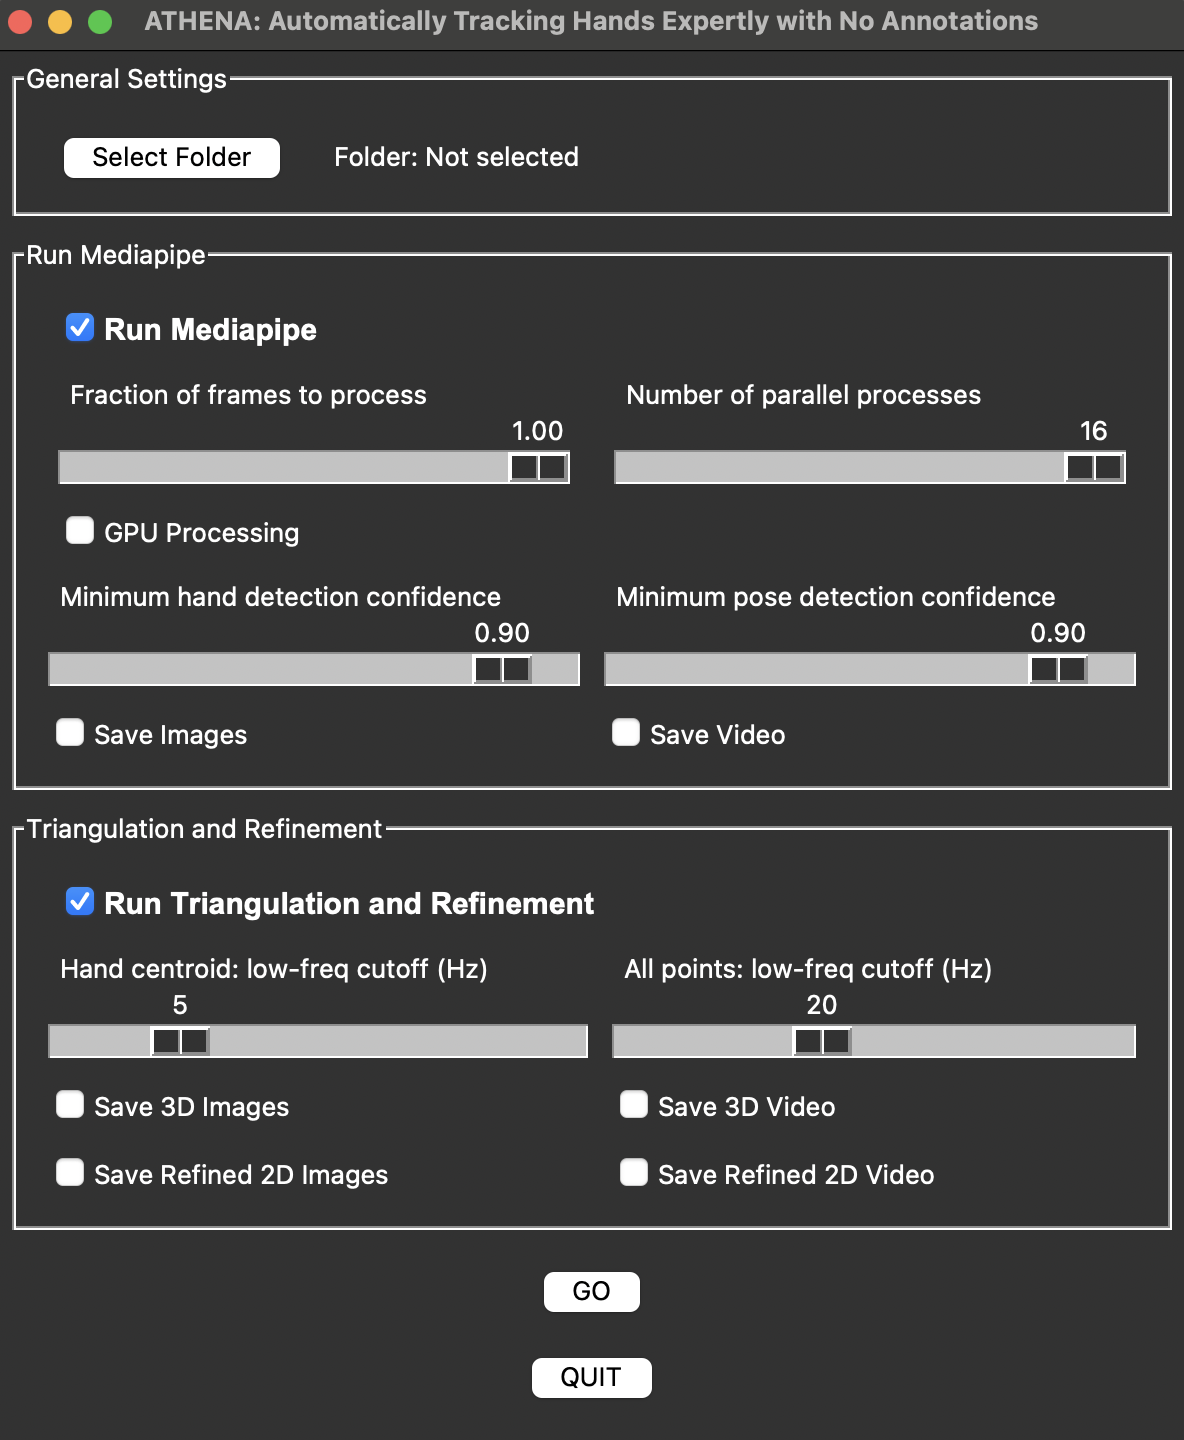 ATHENA: Automatically Tracking Hands Expertly with No Annotations
General Settings
Select Folder
Folder: Not selected
Run Mediapipe
Run Mediapipe
Fraction of frames to process
Number of parallel processes
1.00
16
GPU Processing
Minimum hand detection confidence
Minimum pose detection confidence
0.90
0.90
Save Images
Save Video
Triangulation and Refinement
Run Triangulation and Refinement
Hand centroid: low-freq cutoff (Hz)
All points: low-freq cutoff (Hz)
5
20
Save 3D Images
Save 3D Video
Save Refined 2D Images
Save Refined 2D Video
GO
QUIT